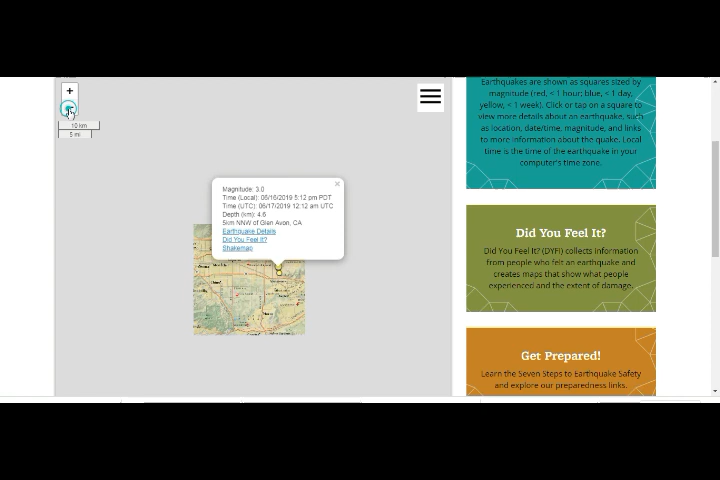 +
10 km
5 mi
×
Magnitude: 3.0
Time (Local): 06/16/2019 5:12 pm PDT
Time (UTC): 06/17/2019 12:12 am UTC
Depth (km): 4.6
5km NNW of Glen Avon, CA
Earthquake Details
Did You Feel It?
Shakemap
Earthquakes are shown as squares sized by
magnitude (red, < 1 hour; blue, < 1 day,
yellow, < 1 week). Click or tap on a square to
view more details about an earthquake, such
as location, date/time, magnitude, and links
to more information about the quake. Local
time is the time of the earthquake in your
computer's time zone.
Did You Feel It?
Did You Feel It? (DYFI) collects information
from people who felt an earthquake and
creates maps that show what people
experienced and the extent of damage.
Get Prepared!
Learn the Seven Steps to Earthquake Safety
and explore our preparedness links.